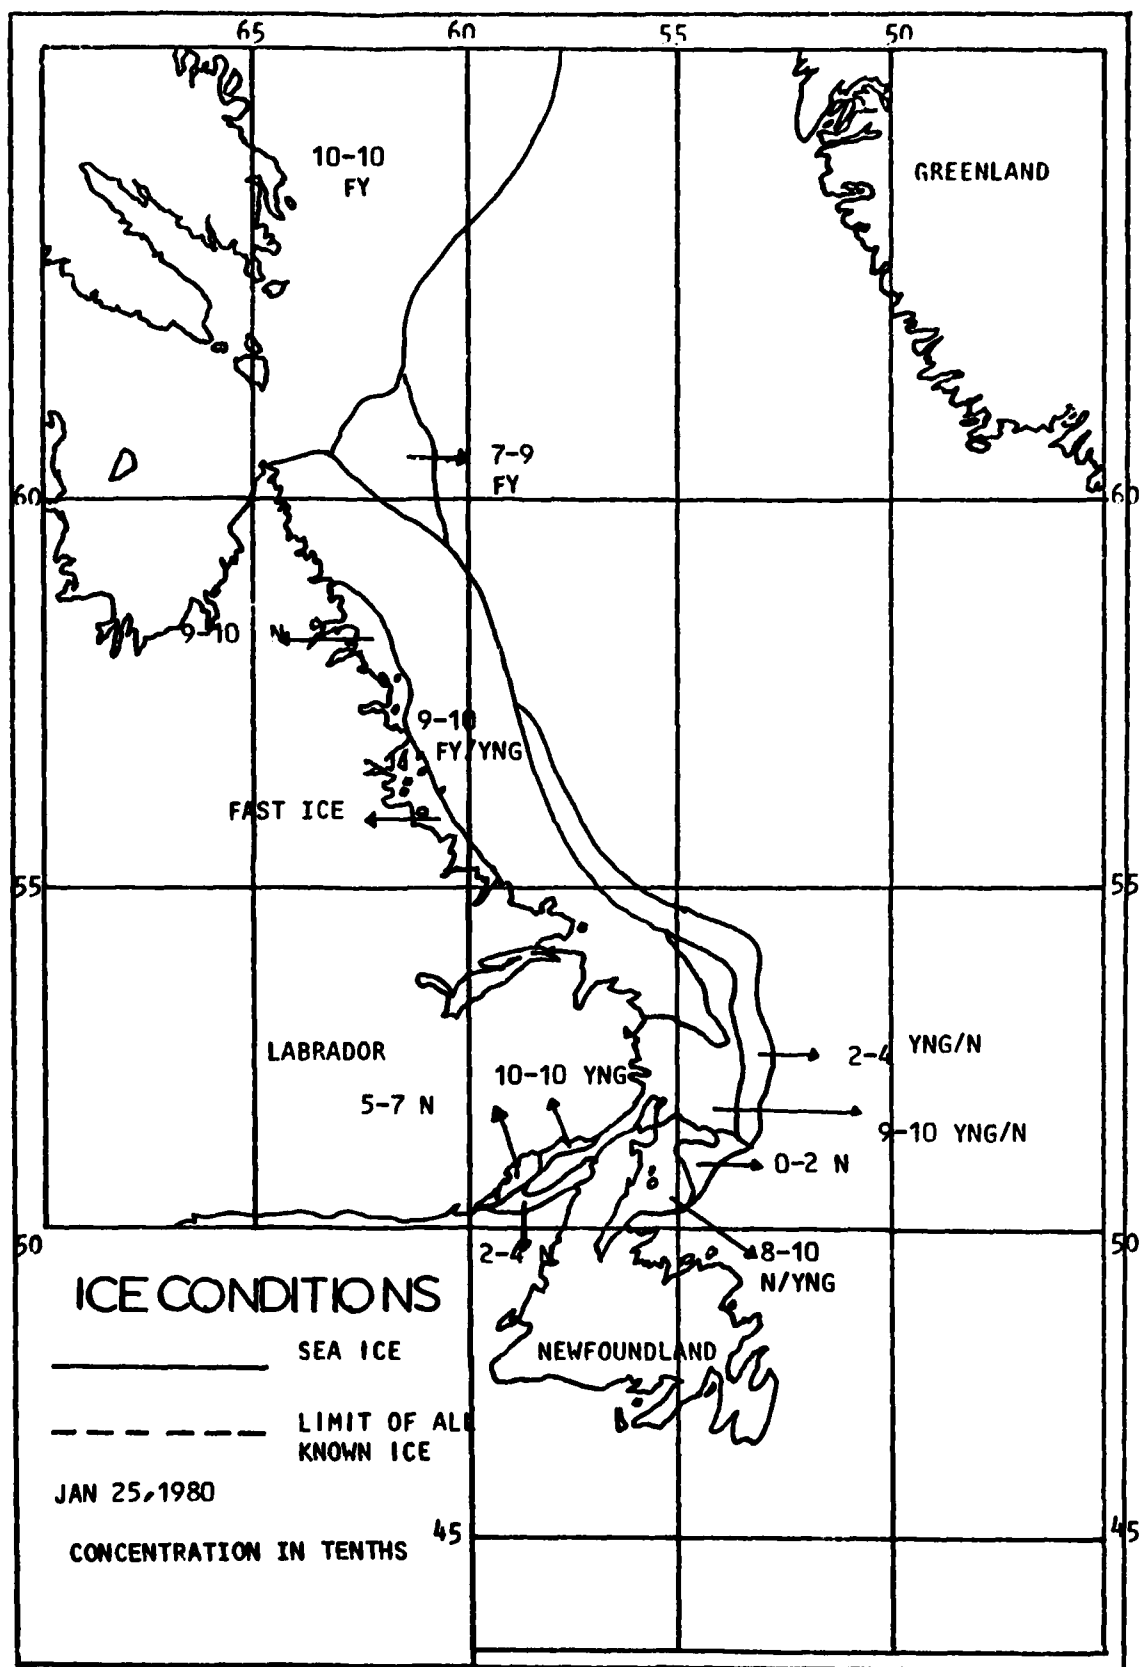 65 60 55 50
10-10
FY
GREENLAND
7-9
FY
60 60
9-10 N
9-10
FY/YNG
FAST ICE
55 55
LABRADOR
2-4 YNG/N
10-10 YNG
5-7 N
9-10 YNG/N
0-2 N
50 50
2-4 N
8-10
N/YNG
ICE CONDITIONS
SEA ICE
NEWFOUNDLAND
LIMIT OF ALL
KNOWN ICE
JAN 25,1980
45 45
CONCENTRATION IN TENTHS